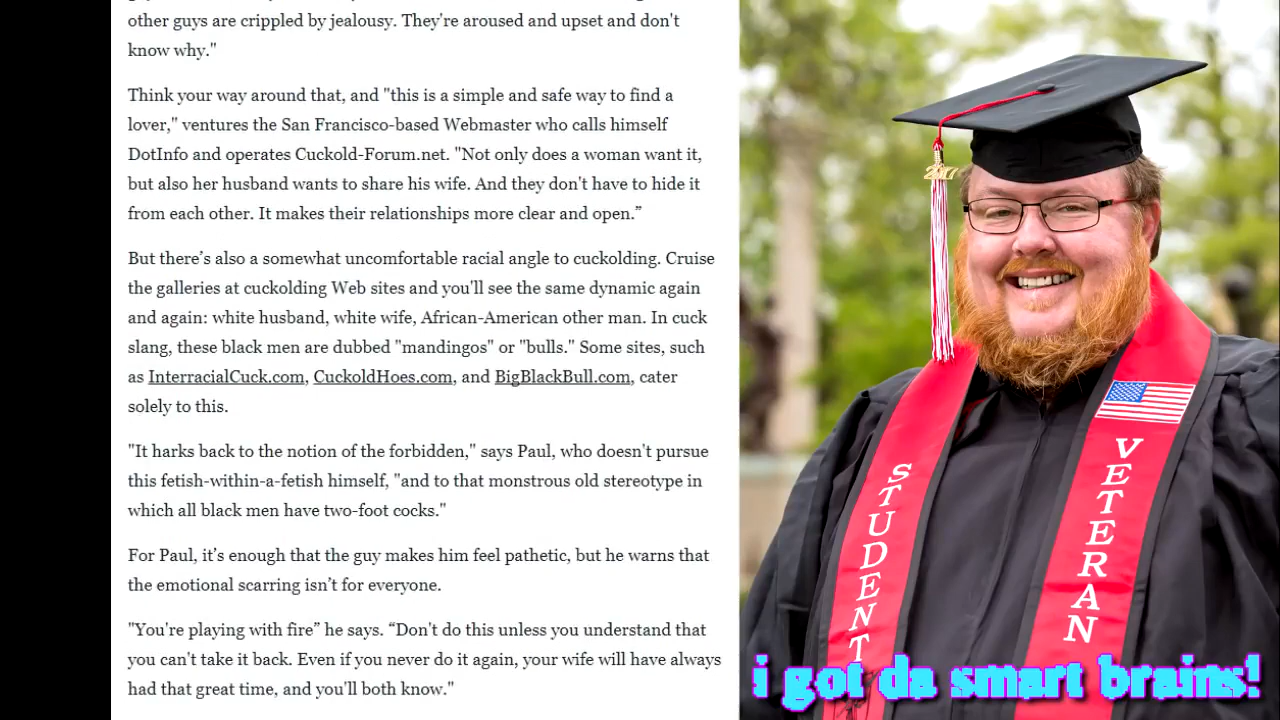 other guys are crippled by jealousy. They're aroused and upset and don't
know why."
Think your way around that, and "this is a simple and safe way to find a
lover," ventures the San Francisco-based Webmaster who calls himself
DotInfo and operates Cuckold-Forum.net. "Not only does a woman want it,
but also her husband wants to share his wife. And they don't have to hide it
from each other. It makes their relationships more clear and open.”
But there’s also a somewhat uncomfortable racial angle to cuckolding. Cruise
the galleries at cuckolding Web sites and you'll see the same dynamic again
and again: white husband, white wife, African-American other man. In cuck
slang, these black men are dubbed "mandingos" or "bulls." Some sites, such
as InterracialCuck.com, CuckoldHoes.com, and BigBlackBull.com, cater
solely to this.
"It harks back to the notion of the forbidden," says Paul, who doesn't pursue
this fetish-within-a-fetish himself, "and to that monstrous old stereotype in
which all black men have two-foot cocks."
For Paul, it’s enough that the guy makes him feel pathetic, but he warns that
the emotional scarring isn’t for everyone.
"You're playing with fire” he says. “Don't do this unless you understand that
you can't take it back. Even if you never do it again, your wife will have always
had that great time, and you'll both know."
2017
STUDENT
VETERAN
i got da smart brains!